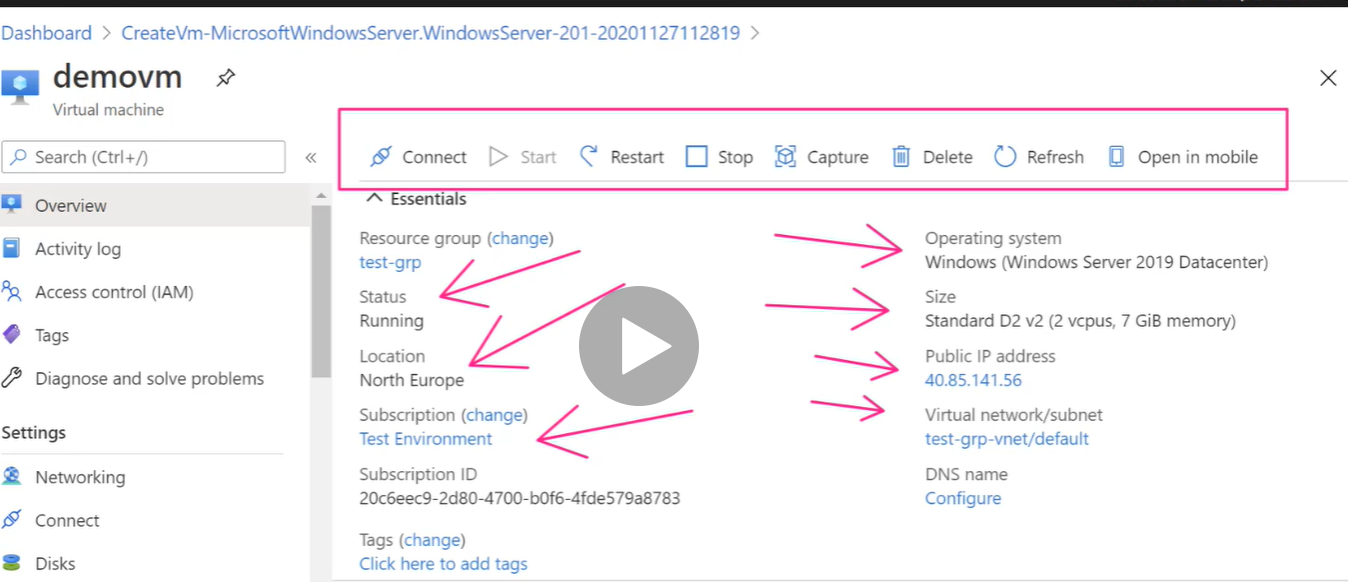 Dashboard > CreateVm-MicrosoftWindowsServer.WindowsServer-201-20201127112819 >
demovm
Virtual machine
Search (Ctrl+/)
«
Overview
Activity log
Access control (IAM)
Tags
Diagnose and solve problems
Settings
Networking
Connect
Disks
Connect Start Restart Stop Capture Delete Refresh Open in mobile
Essentials
Resource group (change)
test-grp
Status
Running
Location
North Europe
Subscription (change)
Test Environment
Subscription ID
20c6eec9-2d80-4700-b0f6-4fde579a8783
Tags (change)
Click here to add tags
Operating system
Windows (Windows Server 2019 Datacenter)
Size
Standard D2 v2 (2 vcpus, 7 GiB memory)
Public IP address
40.85.141.56
Virtual network/subnet
test-grp-vnet/default
DNS name
Configure